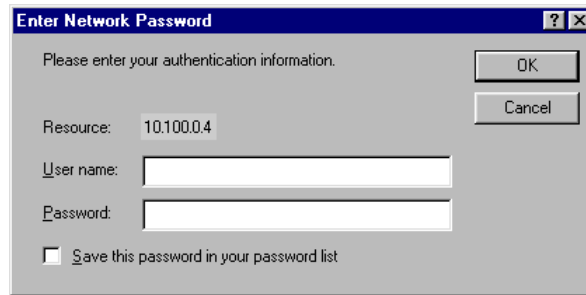 Enter Network Password
Please enter your authentication information.
OK
Cancel
Resource: 10.100.0.4
User name:
Password:
Save this password in your password list